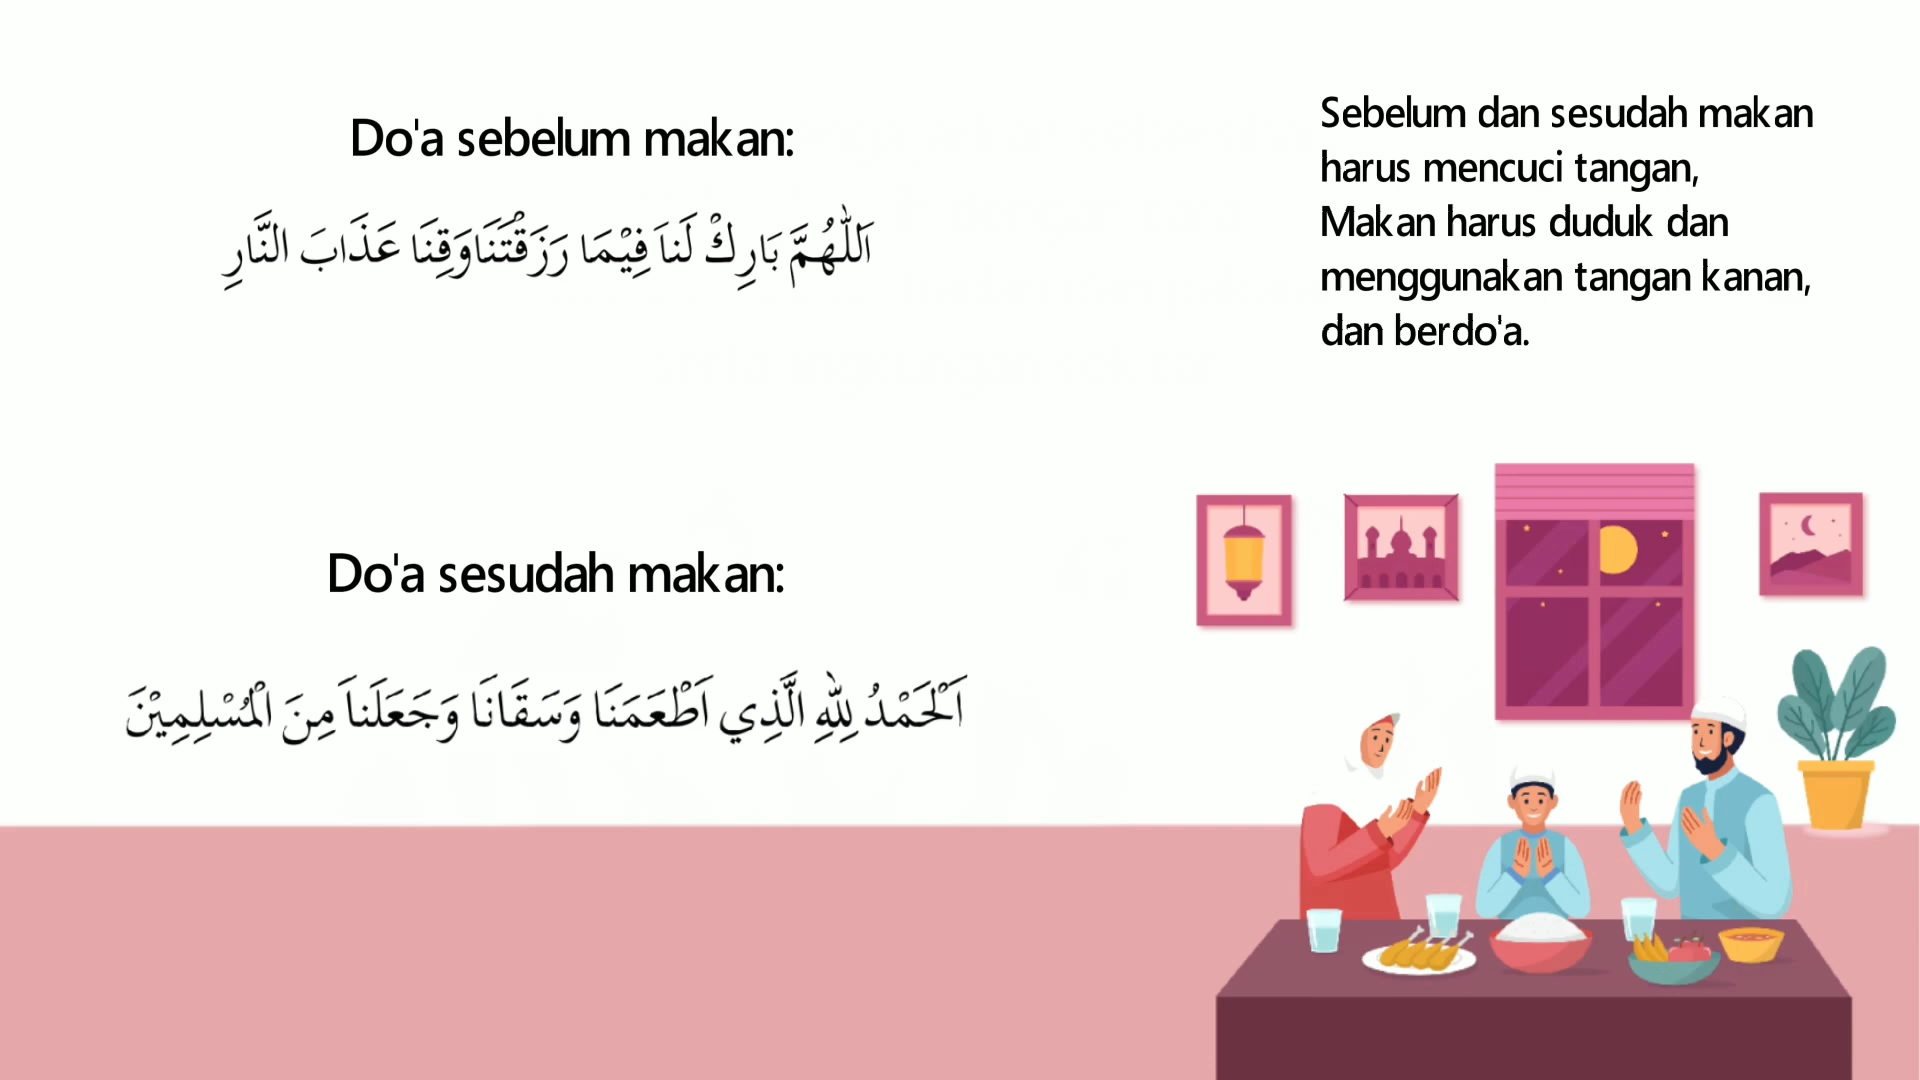 Do'a sebelum makan:
اَللّٰهُمَّ بَارِكْ لَنَا فِيْمَا رَزَقْتَنَاوَقِنَا عَذَابَ النَّارِ
Sebelum dan sesudah makan
harus mencuci tangan,
Makan harus duduk dan
menggunakan tangan kanan,
dan berdo'a.
Do'a sesudah makan:
اَلْحَمْدُ لِلّٰهِ الَّذِي اَطْعَمَنَا وَسَقَانَا وَجَعَلَنَا مِنَ الْمُسْلِمِيْنَ